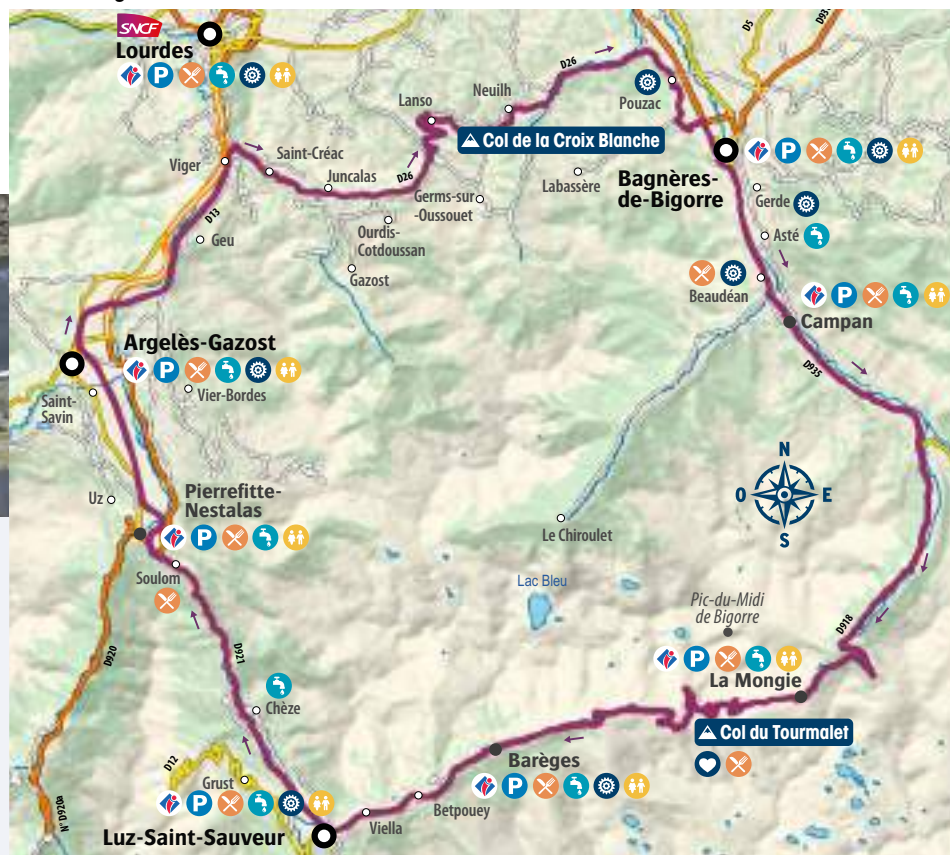 SNCF
Lourdes
D5
D26
Neuilh
Lanso
Pouzac
Col de la Croix Blanche
Viger
Saint-Créac
Juncalas
D26
Germs-sur
-Oussouet
Labassère
Bagnères-
de-Bigorre
Gerde
Asté
D13
Geu
Ourdis-
Cotdoussan
Gazost
Beaudéan
Campan
Argelès-Gazost
Vier-Bordes
Saint-
Savin
D935
N
O
E
S
Uz
Pierrefitte-
Nestalas
Le Chiroulet
Soulom
Lac Bleu
Pic-du-Midi
de Bigorre
D918
D920
D921
La Mongie
Chèze
Col du Tourmalet
D12
Grust
Barèges
Betpouey
Viella
Luz-Saint-Sauveur
N°D920a
P
P
P
P
P
P
P
P